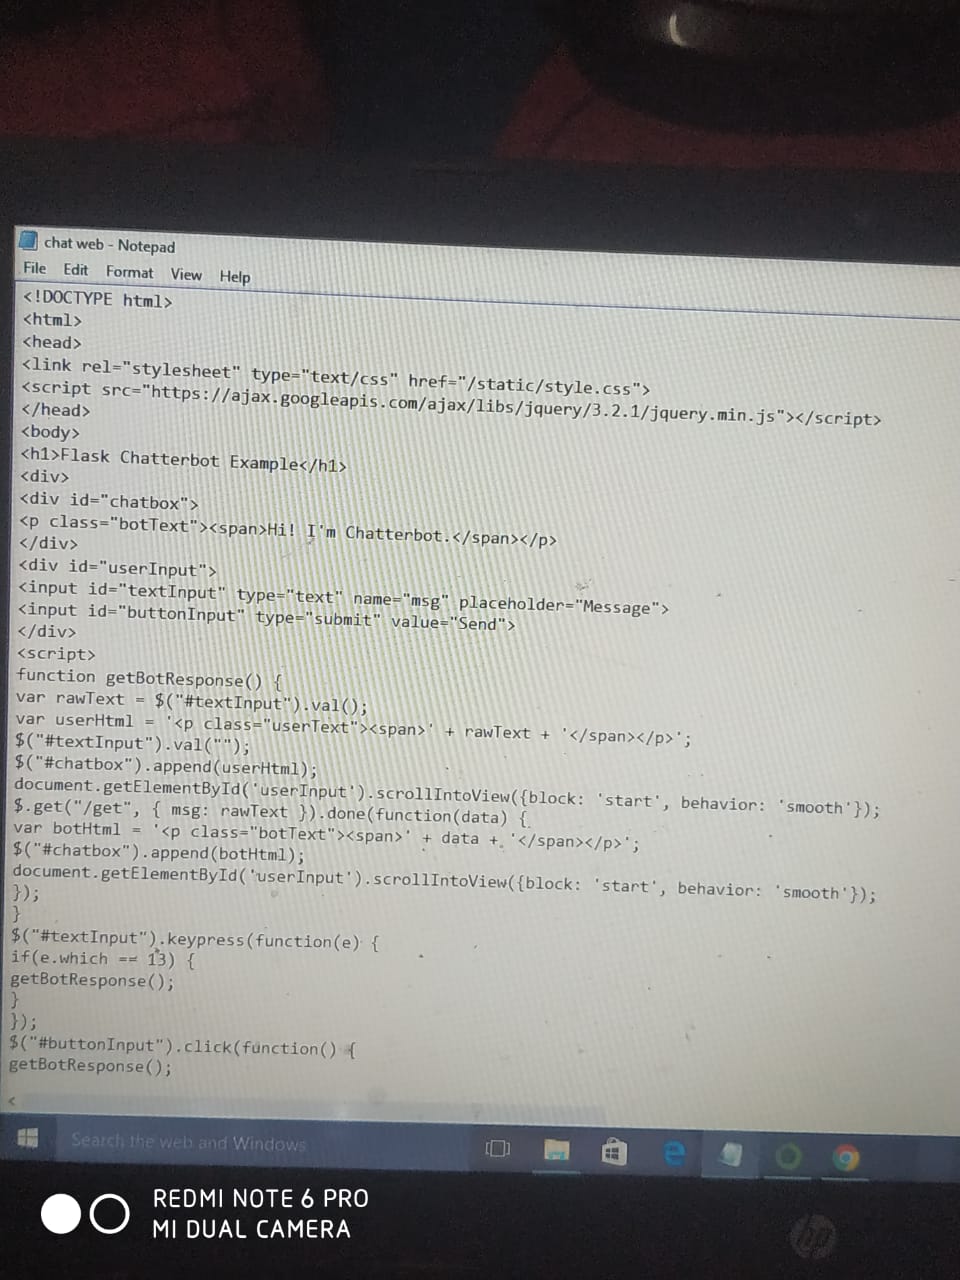 chat web - Notepad
File Edit Format View Help
<!DOCTYPE html>
<html>
<head>
<link rel="stylesheet" type="text/css" href="/static/style.css">
<script src="https://ajax.googleapis.com/ajax/libs/jquery/3.2.1/jquery.min.js"></script>
</head>
<body>
<h1>Flask Chatterbot Example</h1>
<div>
<div id="chatbox">
<p class="botText"><span>Hi! I'm Chatterbot.</span></p>
</div>
<div id="userInput">
<input id="textInput" type="text" name="msg" placeholder="Message">
<input id="buttonInput" type="submit" value="Send">
</div>
<script>
function getBotResponse() {
var rawText = $("#textInput").val();
var userHtml = '<p class="userText"><span>' + rawText + '</span></p>';
$("#textInput").val("");
$("#chatbox").append(userHtml);
document.getElementById('userInput').scrollIntoView({block: 'start', behavior: 'smooth'});
$.get("/get", { msg: rawText }).done(function(data) {
var botHtml = '<p class="botText"><span>' + data + '</span></p>';
$("#chatbox").append(botHtml);
document.getElementById('userInput').scrollIntoView({block: 'start', behavior: 'smooth'});
});
}
$("#textInput").keypress(function(e) {
if(e.which == 13) {
getBotResponse();
}
});
$("#buttonInput").click(function() {
getBotResponse();
Search the web and Windows
REDMI NOTE 6 PRO
MI DUAL CAMERA
hp